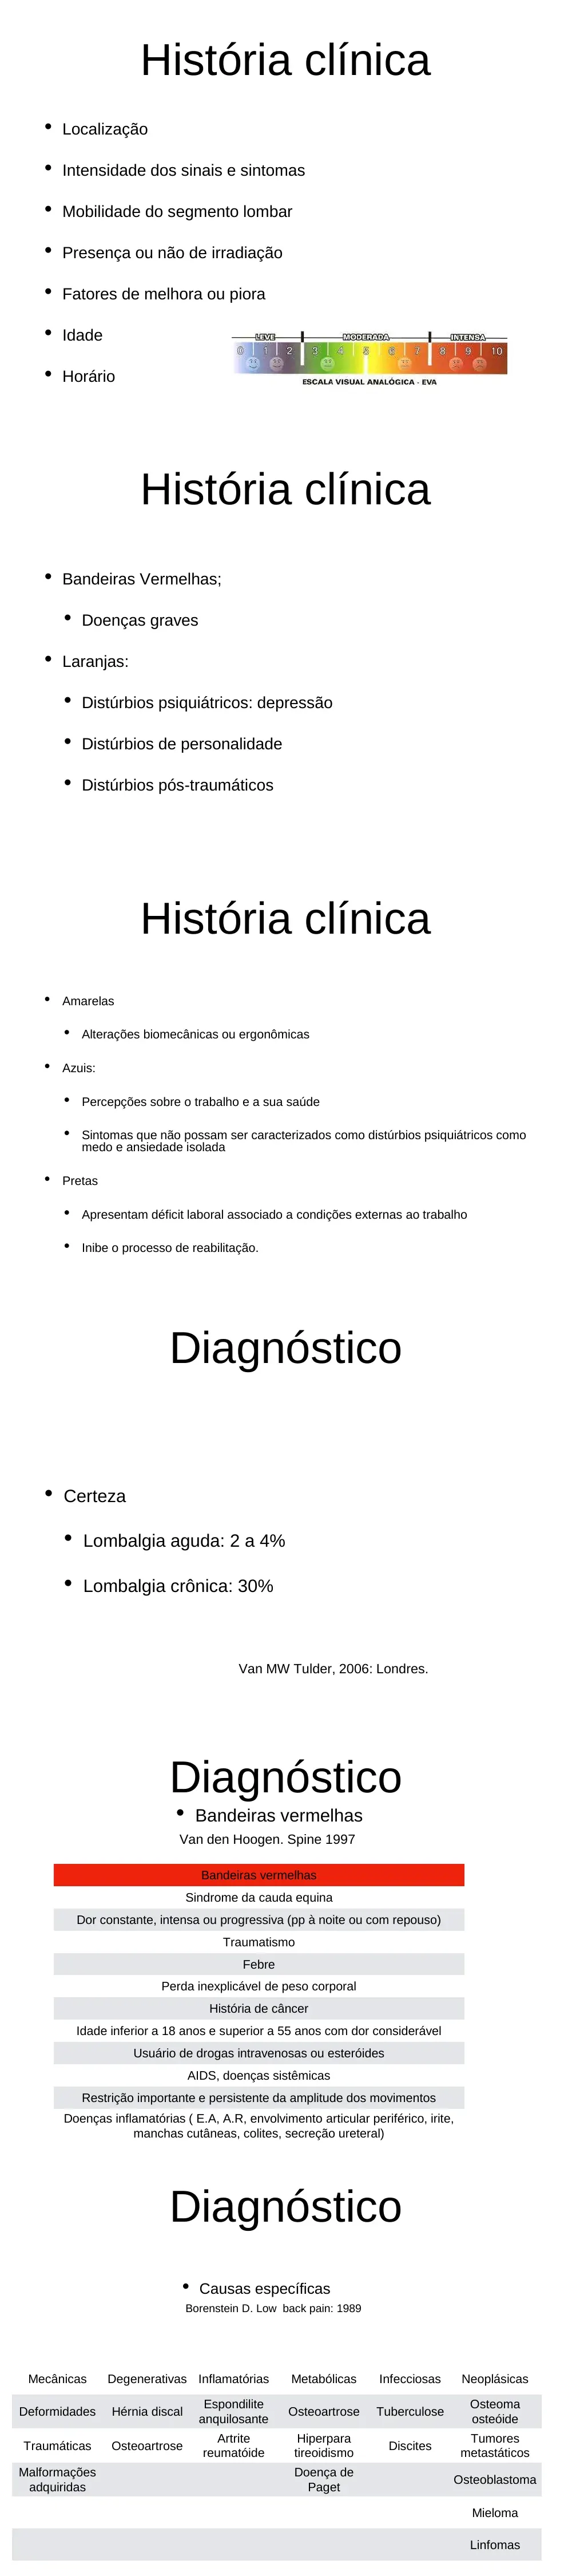 História clínica
• Localização
• Intensidade dos sinais e sintomas
• Mobilidade do segmento lombar
• Presença ou não de irradiação
• Fatores de melhora ou piora
• Idade
• Horário
LEVE MODERADA INTENSA
0 1 2 3 4 5 6 7 8 9 10
ESCALA VISUAL ANALÓGICA - EVA
História clínica
• Bandeiras Vermelhas;
• Doenças graves
• Laranjas:
• Distúrbios psiquiátricos: depressão
• Distúrbios de personalidade
• Distúrbios pós-traumáticos
História clínica
• Amarelas
• Alterações biomecânicas ou ergonômicas
• Azuis:
• Percepções sobre o trabalho e a sua saúde
• Sintomas que não possam ser caracterizados como distúrbios psiquiátricos como
medo e ansiedade isolada
• Pretas
• Apresentam déficit laboral associado a condições externas ao trabalho
• Inibe o processo de reabilitação.
Diagnóstico
• Certeza
• Lombalgia aguda: 2 a 4%
• Lombalgia crônica: 30%
Van MW Tulder, 2006: Londres.
Diagnóstico
• Bandeiras vermelhas
Van den Hoogen. Spine 1997
Bandeiras vermelhas
Sindrome da cauda equina
Dor constante, intensa ou progressiva (pp à noite ou com repouso)
Traumatismo
Febre
Perda inexplicável de peso corporal
História de câncer
Idade inferior a 18 anos e superior a 55 anos com dor considerável
Usuário de drogas intravenosas ou esteróides
AIDS, doenças sistêmicas
Restrição importante e persistente da amplitude dos movimentos
Doenças inflamatórias ( E.A, A.R, envolvimento articular periférico, irite,
manchas cutâneas, colites, secreção ureteral)
Diagnóstico
• Causas específicas
Borenstein D. Low back pain: 1989
Mecânicas Degenerativas Inflamatórias Metabólicas Infecciosas Neoplásicas
Deformidades Hérnia discal Espondilite anquilosante Osteoartrose Tuberculose Osteoma osteóide
Traumáticas Osteoartrose Artrite reumatóide Hiperpara tireoidismo Discites Tumores metastáticos
Malformações adquiridas Doença de Paget Osteoblastoma
Mieloma
Linfomas